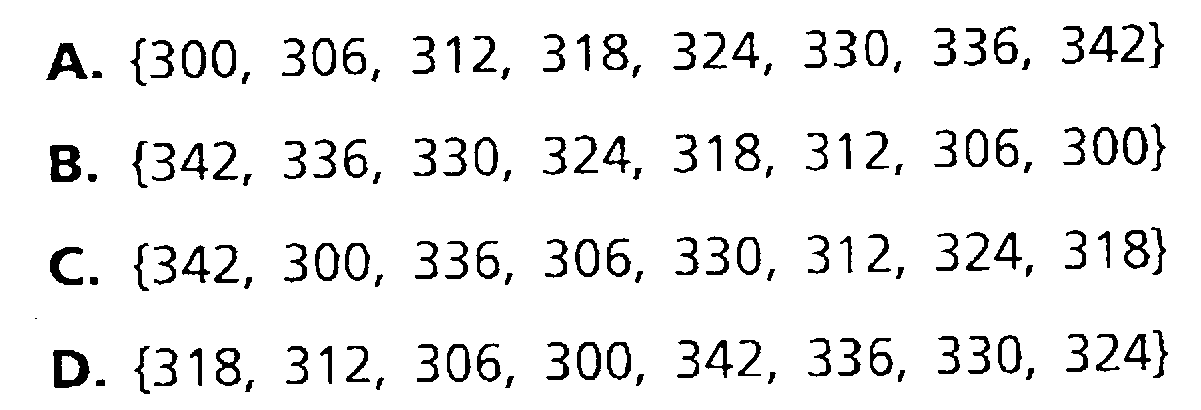 A. {300, 306, 312, 318, 324, 330, 336, 342}
B. {342, 336, 330, 324, 318, 312, 306, 300}
C. {342, 300, 336, 306, 330, 312, 324, 318}
D. {318, 312, 306, 300, 342, 336, 330, 324}